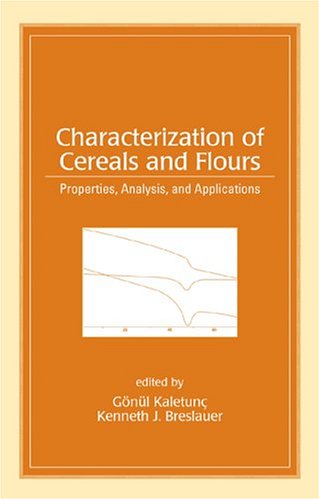 Characterization of
Cereals and Flours
Properties, Analysis, and Applications
edited by
Gönül Kaletunç
Kenneth J. Breslauer